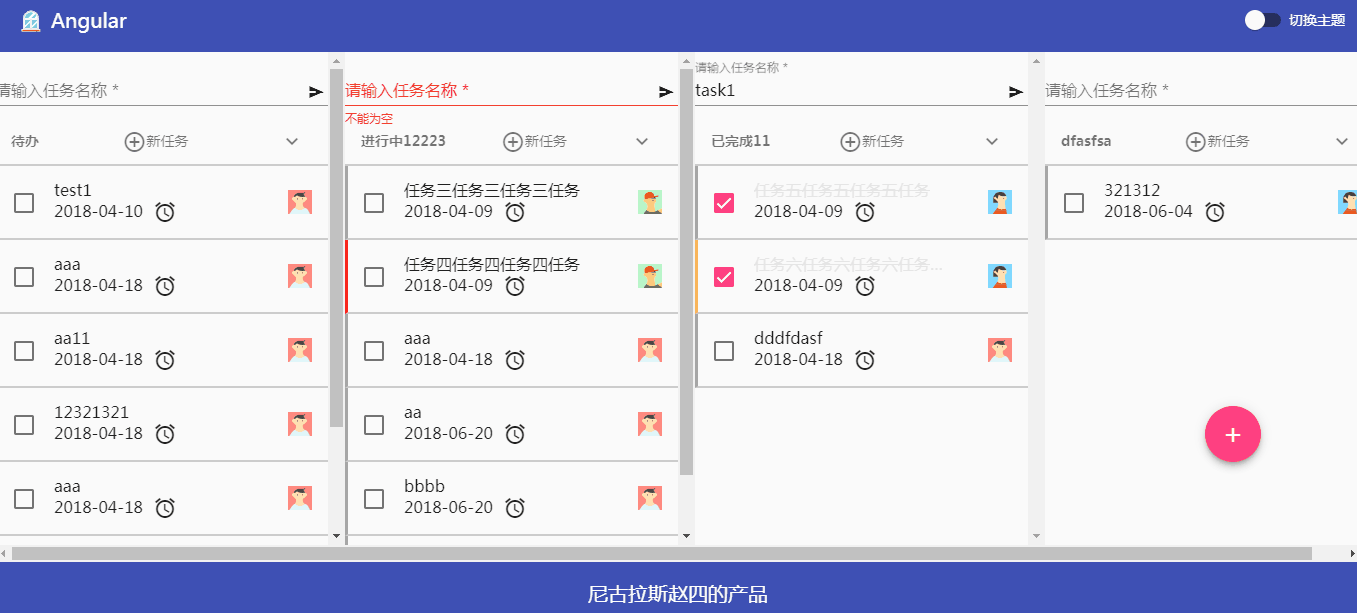 Angular
切换主题
请输入任务名称 *
待办
新任务
test1
2018-04-10
aaa
2018-04-18
aa11
2018-04-18
12321321
2018-04-18
aaa
2018-04-18
请输入任务名称 *
不能为空
进行中12223
新任务
任务三任务三任务三任务
2018-04-09
任务四任务四任务四任务
2018-04-09
aaa
2018-04-18
aa
2018-06-20
bbbb
2018-06-20
请输入任务名称 *
task1
已完成11
新任务
任务五任务五任务五任务
2018-04-09
任务六任务六任务六任务...
2018-04-09
dddfdasf
2018-04-18
请输入任务名称 *
dfasfsa
新任务
321312
2018-06-04
尼古拉斯赵四的产品